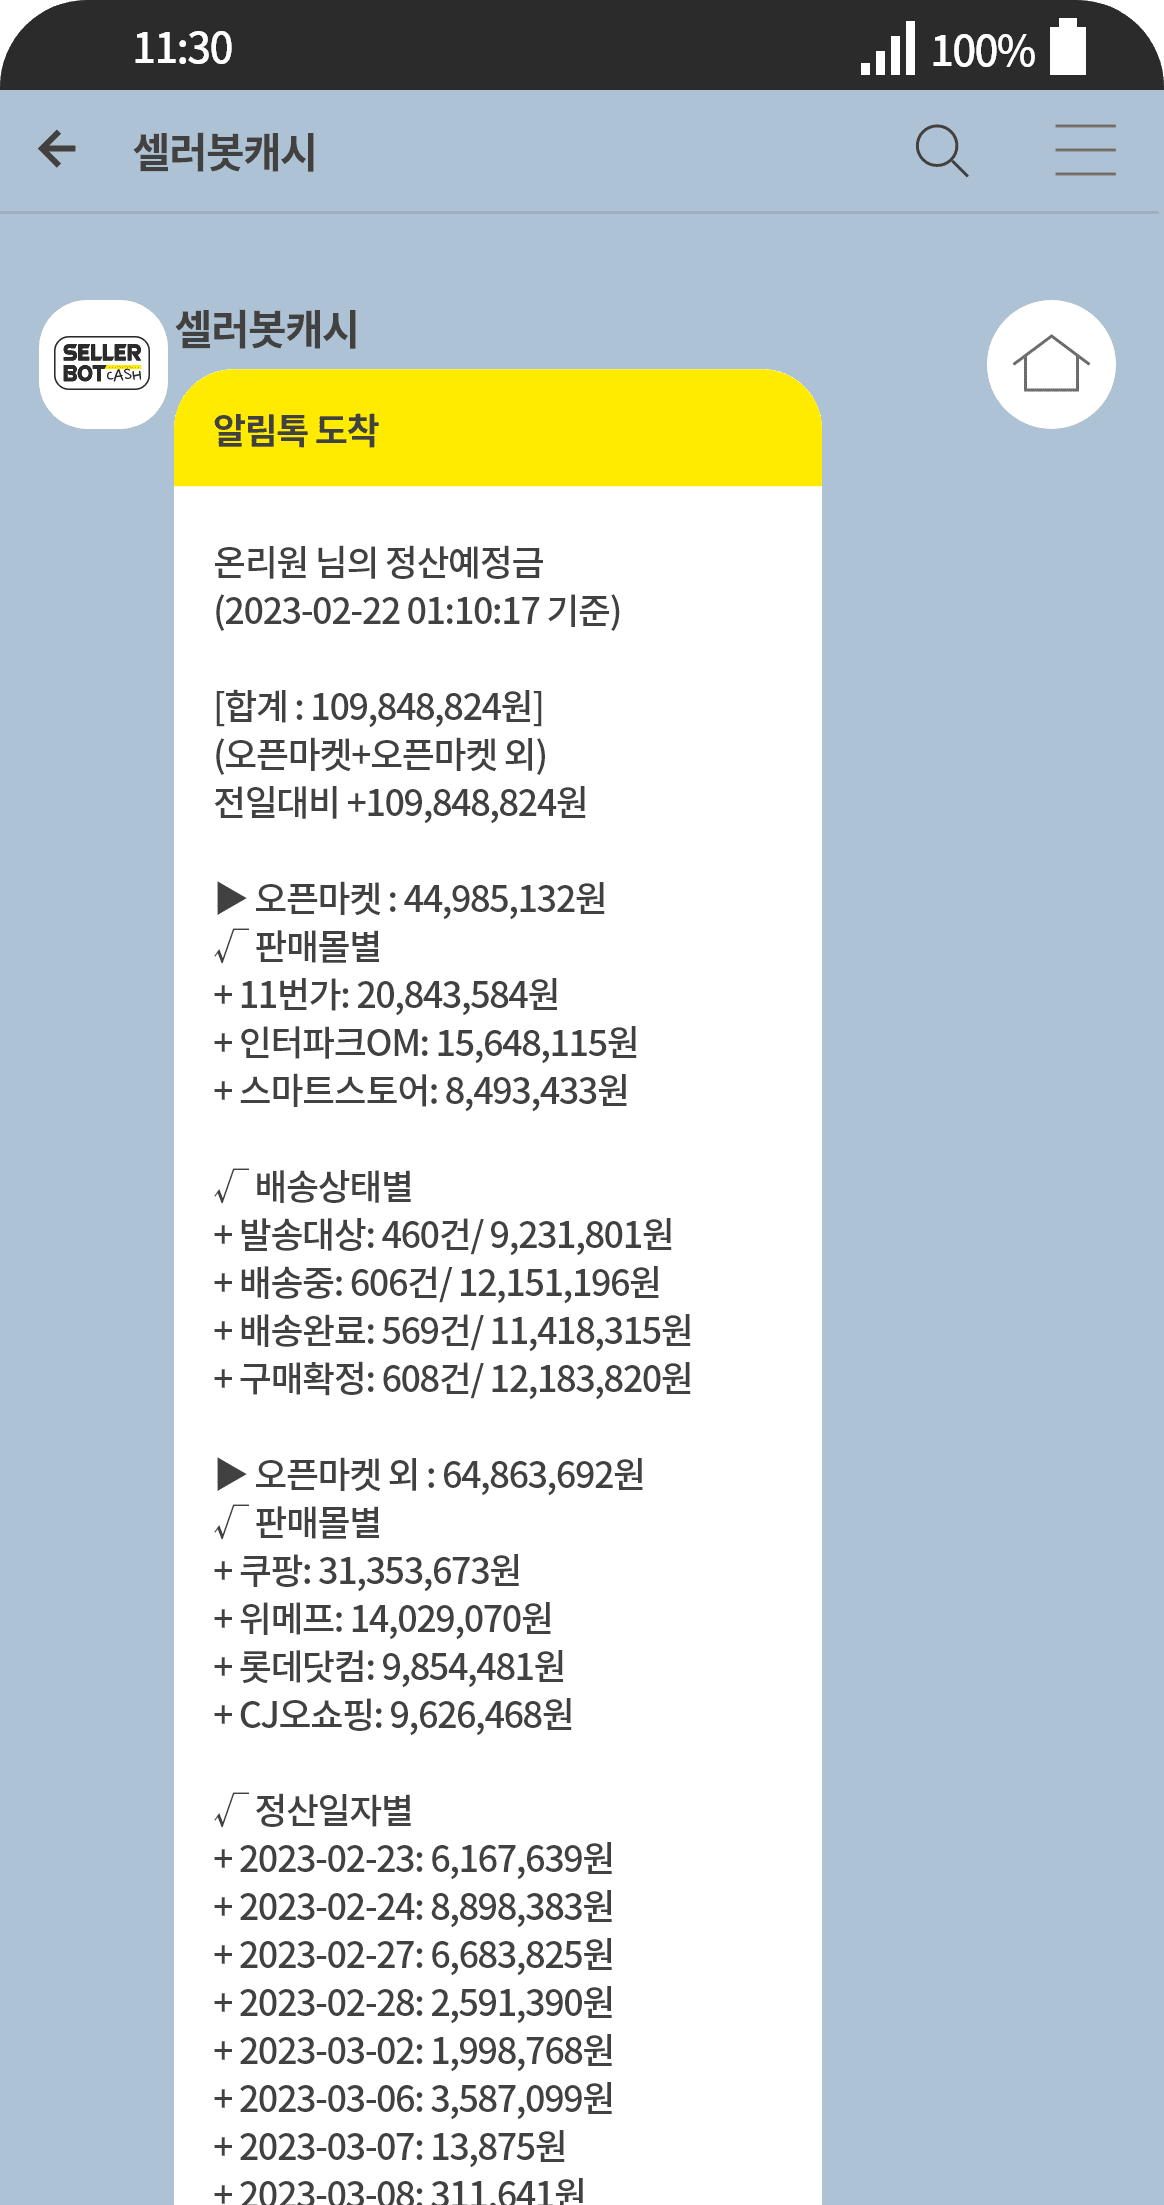 11:30
100%
셀러봇캐시
SELLER
BOT CASH
셀러봇캐시
알림톡 도착
온리원 님의 정산예정금
(2023-02-22 01:10:17 기준)
[합계 : 109,848,824원]
(오픈마켓+오픈마켓 외)
전일대비 +109,848,824원
▶ 오픈마켓 : 44,985,132원
√ 판매몰별
+ 11번가: 20,843,584원
+ 인터파크OM: 15,648,115원
+ 스마트스토어: 8,493,433원
√ 배송상태별
+ 발송대상: 460건/ 9,231,801원
+ 배송중: 606건/ 12,151,196원
+ 배송완료: 569건/ 11,418,315원
+ 구매확정: 608건/ 12,183,820원
▶ 오픈마켓 외 : 64,863,692원
√ 판매몰별
+ 쿠팡: 31,353,673원
+ 위메프: 14,029,070원
+ 롯데닷컴: 9,854,481원
+ CJ오쇼핑: 9,626,468원
√ 정산일자별
+ 2023-02-23: 6,167,639원
+ 2023-02-24: 8,898,383원
+ 2023-02-27: 6,683,825원
+ 2023-02-28: 2,591,390원
+ 2023-03-02: 1,998,768원
+ 2023-03-06: 3,587,099원
+ 2023-03-07: 13,875원
+ 2023-03-08: 311,641원